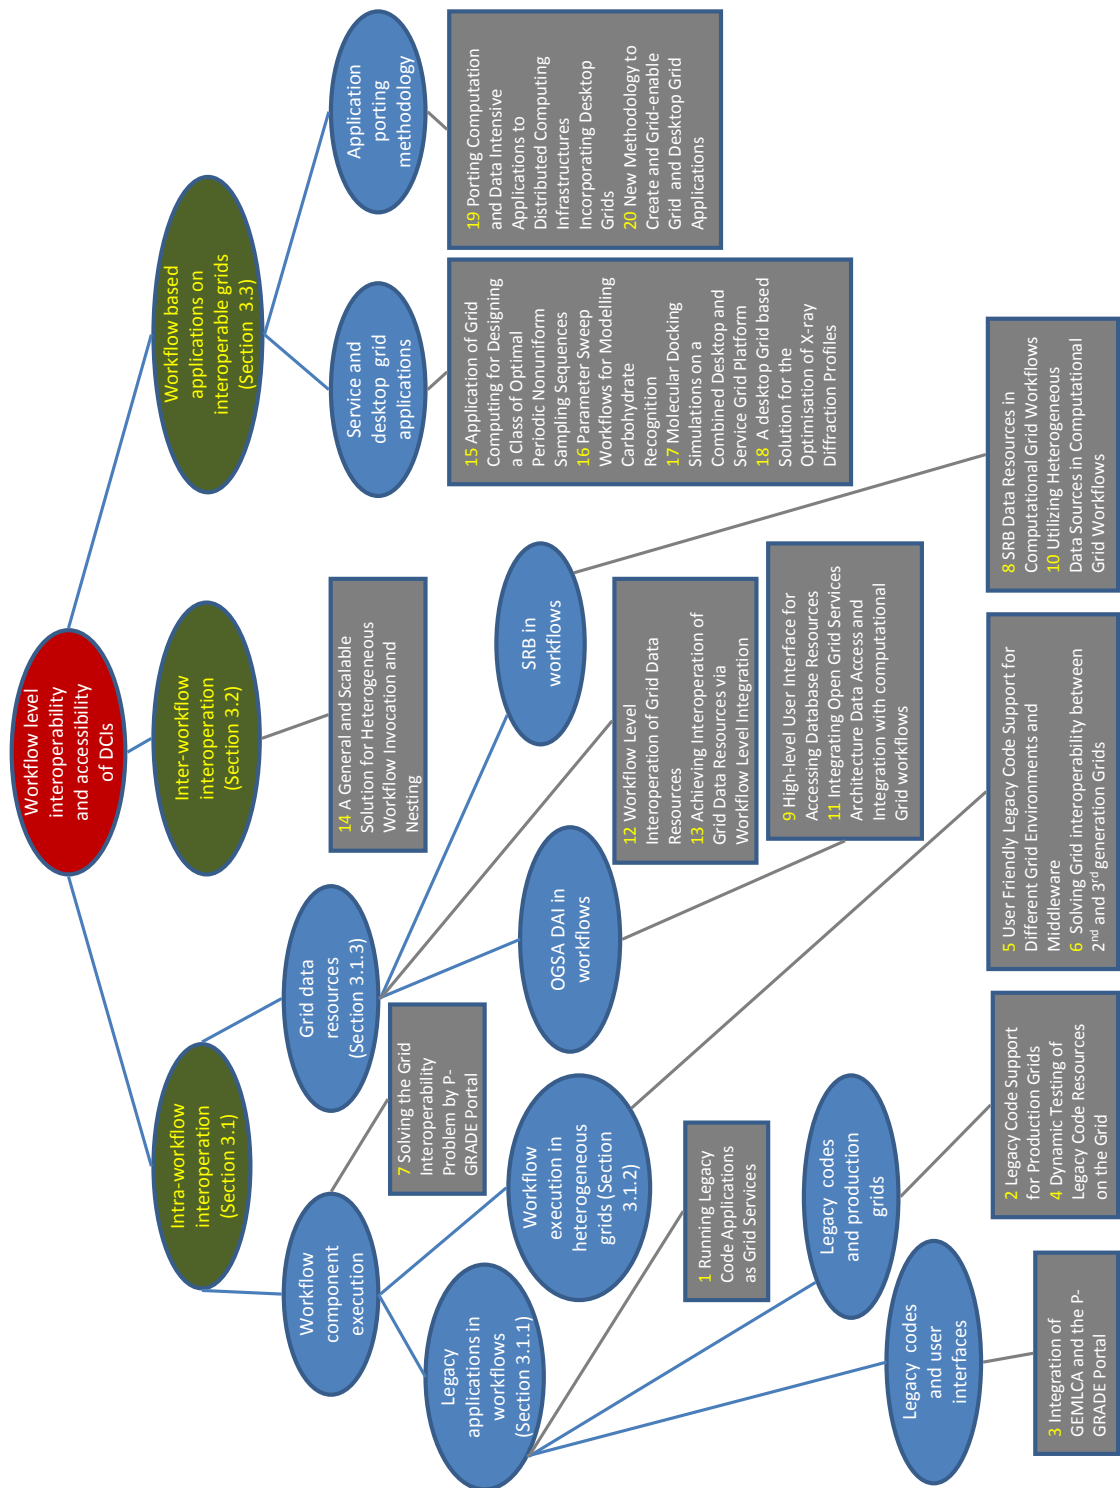 Workflow level
interoperability
and accessibility
of DCIs
Intra-workflow
interoperation
(Section 3.1)
Inter-workflow
interoperation
(Section 3.2)
Workflow based
applications on
interoperable grids
(Section 3.3)
Workflow
component
execution
Grid data
resources
(Section 3.1.3)
14 A General and Scalable
Solution for Heterogeneous
Workflow Invocation and
Nesting
Service and
desktop grid
applications
Application
porting
methodology
7 Solving the Grid
Interoperability
Problem by P-
GRADE Portal
Legacy
applications in
workflows
(Section 3.1.1)
Workflow
execution in
heterogeneous
grids (Section
3.1.2)
OGSA DAI in
workflows
SRB in
workflows
15 Application of Grid
Computing for Designing
a Class of Optimal
Periodic Nonuniform
Sampling Sequences
16 Parameter Sweep
Workflows for Modelling
Carbohydrate
Recognition
17 Molecular Docking
Simulations on a
Combined Desktop and
Service Grid Platform
18 A desktop Grid based
Solution for the
Optimisation of X-ray
Diffraction Profiles
19 Porting Computation
and Data Intensive
Applications to
Distributed Computing
Infrastructures
Incorporating Desktop
Grids
20 New Methodology to
Create and Grid-enable
Grid and Desktop Grid
Applications
1 Running Legacy
Code Applications
as Grid Services
12 Workflow Level
Interoperation of Grid Data
Resources
13 Achieving Interoperation of
Grid Data Resources via
Workflow Level Integration
9 High-level User Interface for
Accessing Database Resources
11 Integrating Open Grid Services
Architecture Data Access and
Integration with computational
Grid workflows
Legacy codes
and user
interfaces
Legacy codes
and production
grids
3 Integration of
GEMLCA and the P-
GRADE Portal
2 Legacy Code Support
for Production Grids
4 Dynamic Testing of
Legacy Code Resources
on the Grid
5 User Friendly Legacy Code Support for
Different Grid Environments and
Middleware
6 Solving Grid interoperability between
2nd and 3rd generation Grids
8 SRB Data Resources in
Computational Grid Workflows
10 Utilizing Heterogeneous
Data Sources in Computational
Grid Workflows